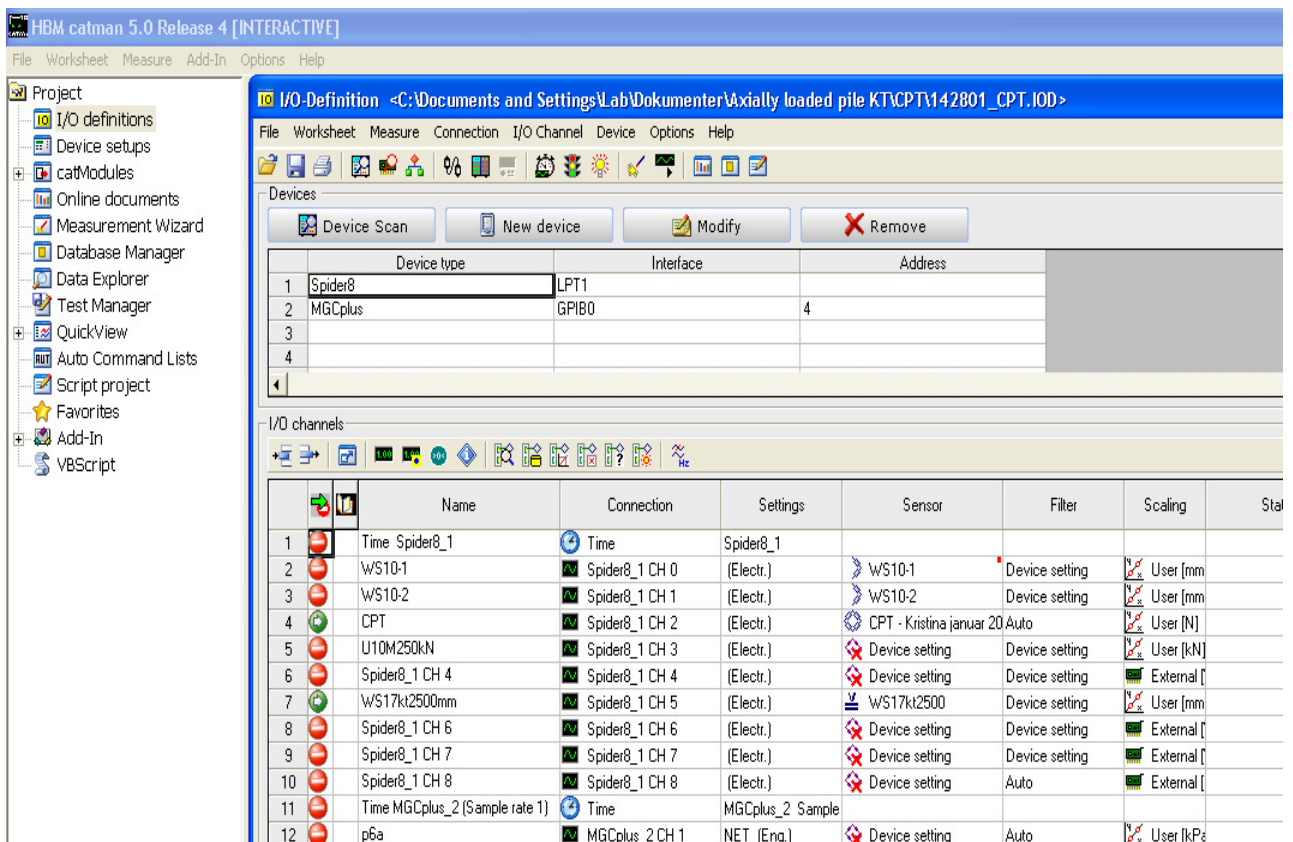 HBM catman 5.0 Release 4 [INTERACTIVE]
File Worksheet Measure Add-In Options Help
Project
I/O definitions
Device setups
catModules
Online documents
Measurement Wizard
Database Manager
Data Explorer
Test Manager
QuickView
Auto Command Lists
Script project
Favorites
Add-In
VBScript
I/O-Definition <C:\Documents and Settings\Lab\Dokumenter\Axially loaded pile KT\CPT\142801_CPT.IOD>
File Worksheet Measure Connection I/O Channel Device Options Help
Devices
Device Scan New device Modify Remove
Device type Interface Address
1 Spider8 LPT1
2 MGCplus GPIB0 4
3
4
I/O channels
Name Connection Settings Sensor Filter Scaling Stat
1 Time Spider8_1 Time Spider8_1
2 WS10-1 Spider8_1 CH 0 (Electr.) WS10-1 Device setting User [mm
3 WS10-2 Spider8_1 CH 1 (Electr.) WS10-2 Device setting User [mm
4 CPT Spider8_1 CH 2 (Electr.) CPT - Kristina januar 20 Auto User [N]
5 U10M250kN Spider8_1 CH 3 (Electr.) Device setting Device setting User [kN]
6 Spider8_1 CH 4 Spider8_1 CH 4 (Electr.) Device setting Device setting External [
7 WS17kt2500mm Spider8_1 CH 5 (Electr.) WS17kt2500 Device setting User [mm
8 Spider8_1 CH 6 Spider8_1 CH 6 (Electr.) Device setting Device setting External [
9 Spider8_1 CH 7 Spider8_1 CH 7 (Electr.) Device setting Device setting External [
10 Spider8_1 CH 8 Spider8_1 CH 8 (Electr.) Device setting Auto External [
11 Time MGCplus_2 (Sample rate 1) Time MGCplus_2 Sample
12 p6a MGCplus_2 CH 1 NET (Eng.) Device setting Auto User [kPa